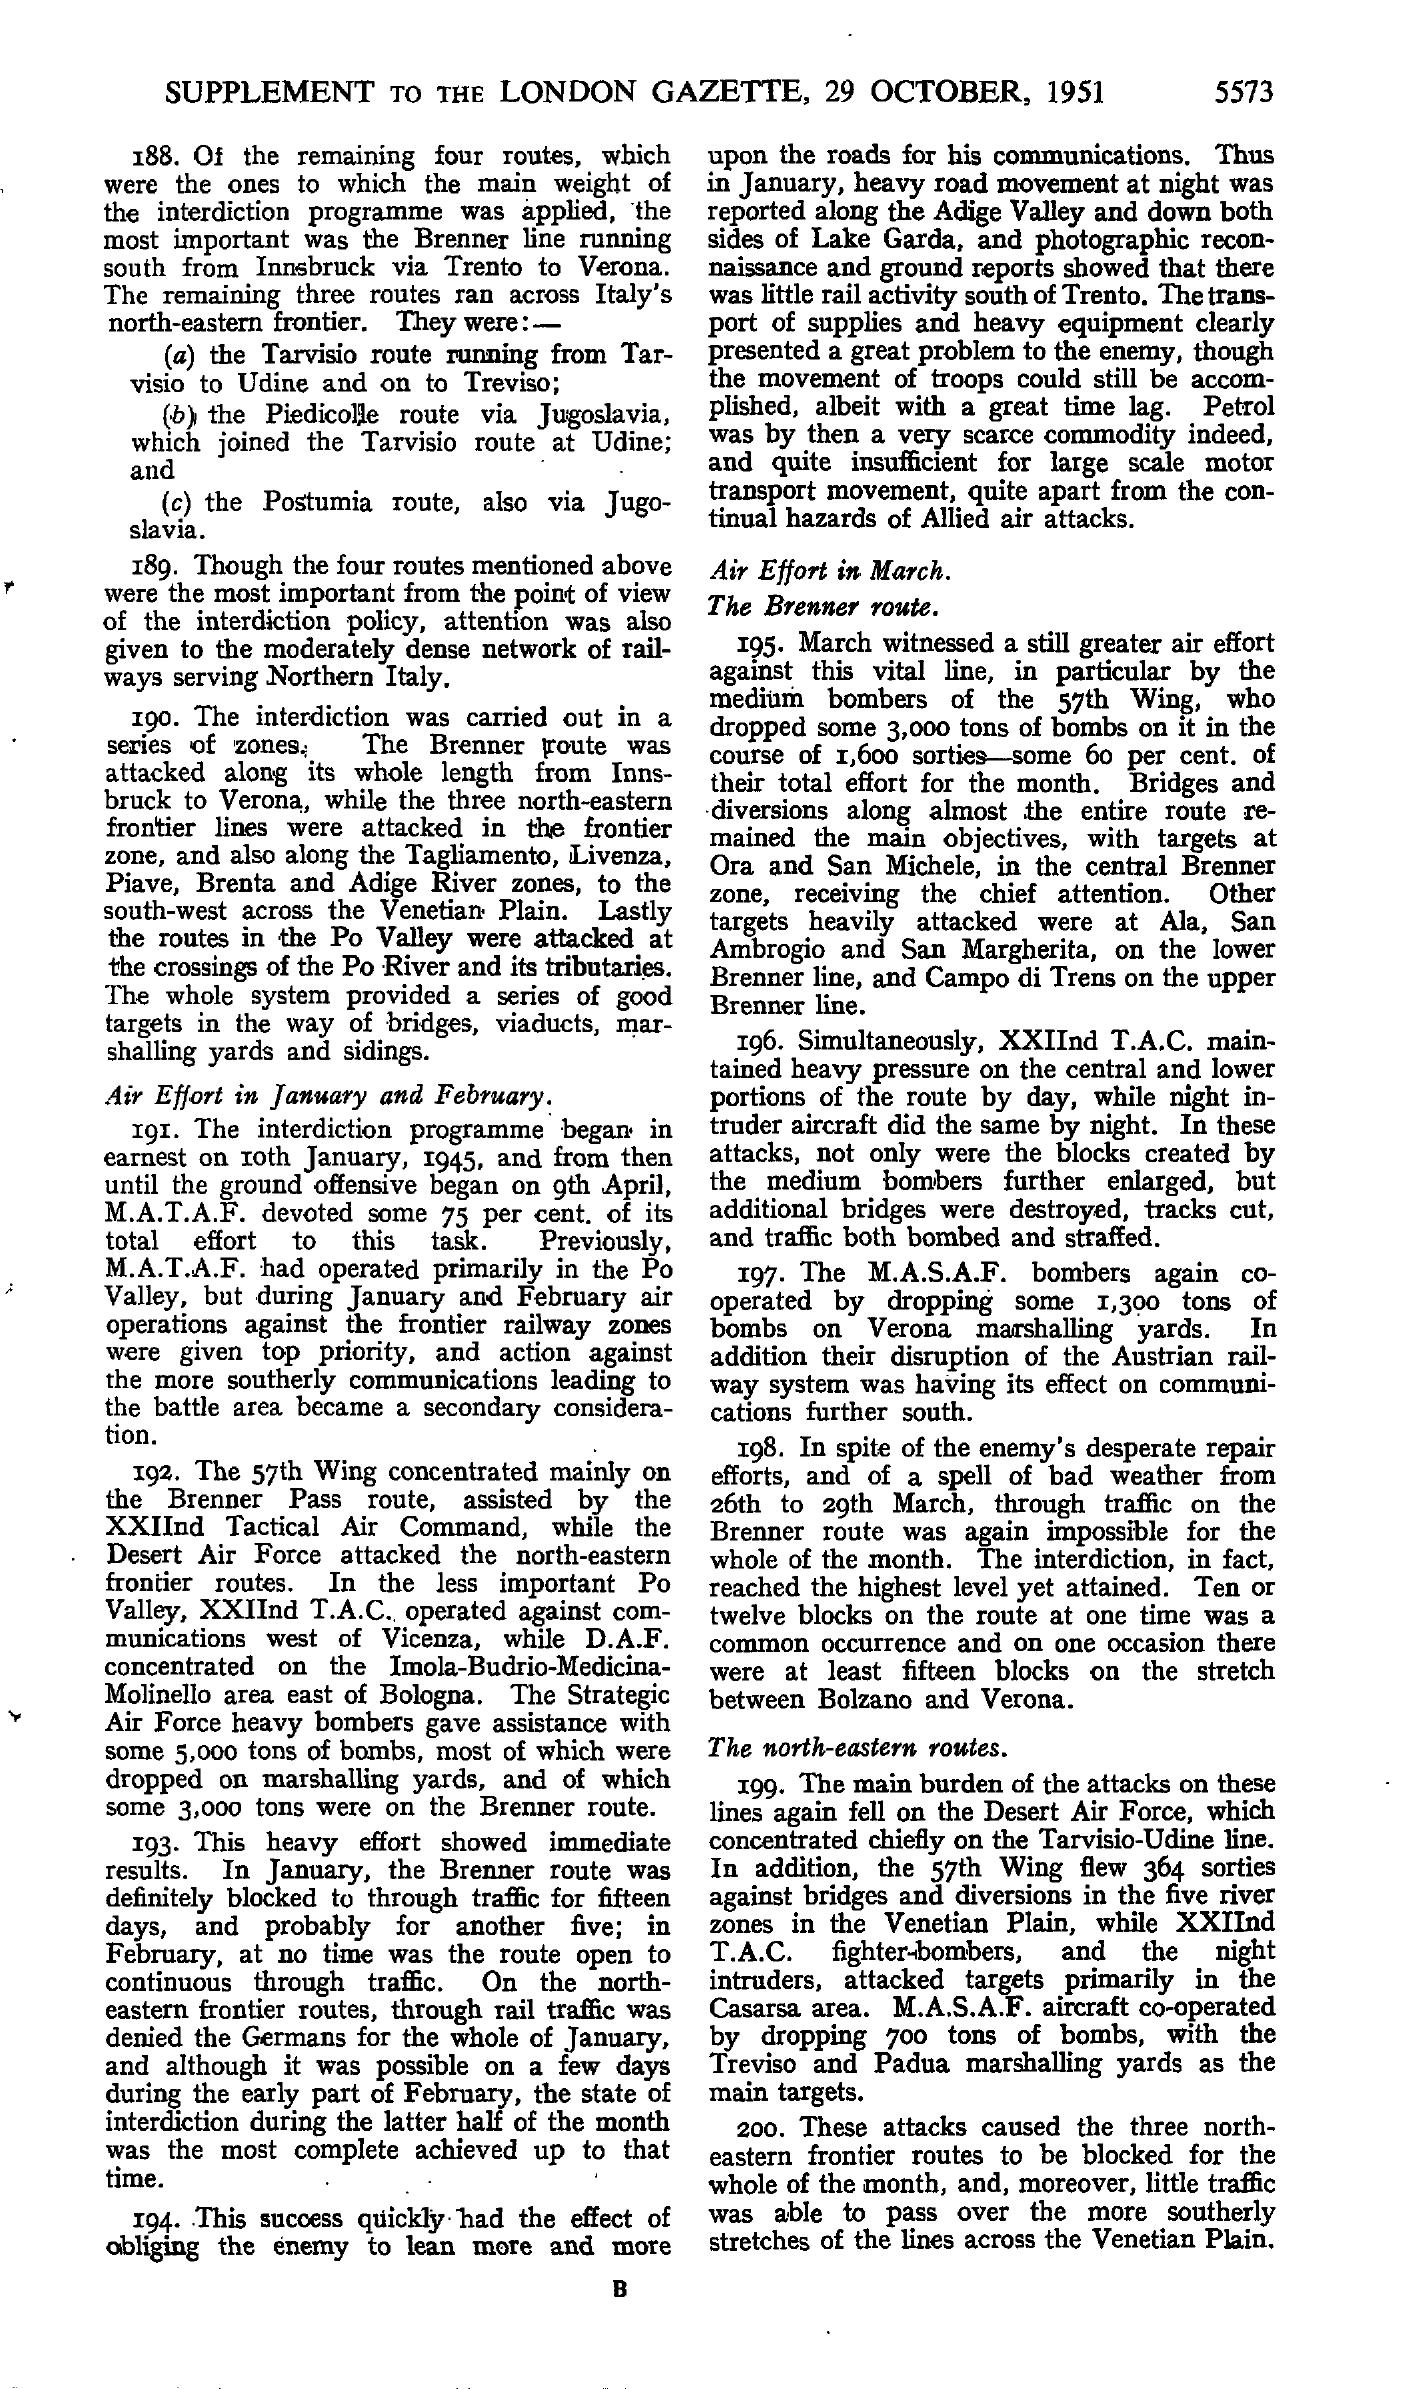 SUPPLEMENT TO THE LONDON GAZETTE, 29 OCTOBER, 1951 5573
188. Of the remaining four routes, which
were the ones to which the main weight of
the interdiction programme was applied, the
most important was the Brenner line running
south from Innsbruck via Trento to Verona.
The remaining three routes ran across Italy's
north-eastern frontier. They were:—
(a) the Tarvisio route running from Tar-
visio to Udine and on to Treviso;
(b) the Piedicolle route via Jugoslavia,
which joined the Tarvisio route at Udine;
and
(c) the Postumia route, also via Jugo-
slavia.
189. Though the four routes mentioned above
were the most important from the point of view
of the interdiction policy, attention was also
given to the moderately dense network of rail-
ways serving Northern Italy.
190. The interdiction was carried out in a
series of zones. The Brenner route was
attacked along its whole length from Inns-
bruck to Verona, while the three north-eastern
frontier lines were attacked in the frontier
zone, and also along the Tagliamento, Livenza,
Piave, Brenta and Adige River zones, to the
south-west across the Venetian Plain. Lastly
the routes in the Po Valley were attacked at
the crossings of the Po River and its tributaries.
The whole system provided a series of good
targets in the way of bridges, viaducts, mar-
shalling yards and sidings.
Air Effort in January and February.
191. The interdiction programme began in
earnest on 10th January, 1945, and from then
until the ground offensive began on 9th April,
M.A.T.A.F. devoted some 75 per cent. of its
total effort to this task. Previously,
M.A.T.A.F. had operated primarily in the Po
Valley, but during January and February air
operations against the frontier railway zones
were given top priority, and action against
the more southerly communications leading to
the battle area became a secondary considera-
tion.
192. The 57th Wing concentrated mainly on
the Brenner Pass route, assisted by the
XXIInd Tactical Air Command, while the
Desert Air Force attacked the north-eastern
frontier routes. In the less important Po
Valley, XXIInd T.A.C. operated against com-
munications west of Vicenza, while D.A.F.
concentrated on the Imola-Budrio-Medicina-
Molinello area east of Bologna. The Strategic
Air Force heavy bombers gave assistance with
some 5,000 tons of bombs, most of which were
dropped on marshalling yards, and of which
some 3,000 tons were on the Brenner route.
193. This heavy effort showed immediate
results. In January, the Brenner route was
definitely blocked to through traffic for fifteen
days, and probably for another five; in
February, at no time was the route open to
continuous through traffic. On the north-
eastern frontier routes, through rail traffic was
denied the Germans for the whole of January,
and although it was possible on a few days
during the early part of February, the state of
interdiction during the latter half of the month
was the most complete achieved up to that
time.
194. This success quickly had the effect of
obliging the enemy to lean more and more
upon the roads for his communications. Thus
in January, heavy road movement at night was
reported along the Adige Valley and down both
sides of Lake Garda, and photographic recon-
naissance and ground reports showed that there
was little rail activity south of Trento. The trans-
port of supplies and heavy equipment clearly
presented a great problem to the enemy, though
the movement of troops could still be accom-
plished, albeit with a great time lag. Petrol
was by then a very scarce commodity indeed,
and quite insufficient for large scale motor
transport movement, quite apart from the con-
tinual hazards of Allied air attacks.
Air Effort in March.
The Brenner route.
195. March witnessed a still greater air effort
against this vital line, in particular by the
medium bombers of the 57th Wing, who
dropped some 3,000 tons of bombs on it in the
course of 1,600 sorties—some 60 per cent. of
their total effort for the month. Bridges and
diversions along almost the entire route re-
mained the main objectives, with targets at
Ora and San Michele, in the central Brenner
zone, receiving the chief attention. Other
targets heavily attacked were at Ala, San
Ambrogio and San Margherita, on the lower
Brenner line, and Campo di Trens on the upper
Brenner line.
196. Simultaneously, XXIInd T.A.C. main-
tained heavy pressure on the central and lower
portions of the route by day, while night in-
truder aircraft did the same by night. In these
attacks, not only were the blocks created by
the medium bombers further enlarged, but
additional bridges were destroyed, tracks cut,
and traffic both bombed and straffed.
197. The M.A.S.A.F. bombers again co-
operated by dropping some 1,300 tons of
bombs on Verona marshalling yards. In
addition their disruption of the Austrian rail-
way system was having its effect on communi-
cations further south.
198. In spite of the enemy's desperate repair
efforts, and of a spell of bad weather from
26th to 29th March, through traffic on the
Brenner route was again impossible for the
whole of the month. The interdiction, in fact,
reached the highest level yet attained. Ten or
twelve blocks on the route at one time was a
common occurrence and on one occasion there
were at least fifteen blocks on the stretch
between Bolzano and Verona.
The north-eastern routes.
199. The main burden of the attacks on these
lines again fell on the Desert Air Force, which
concentrated chiefly on the Tarvisio-Udine line.
In addition, the 57th Wing flew 364 sorties
against bridges and diversions in the five river
zones in the Venetian Plain, while XXIInd
T.A.C. fighter-bombers, and the night
intruders, attacked targets primarily in the
Casarsa area. M.A.S.A.F. aircraft co-operated
by dropping 700 tons of bombs, with the
Treviso and Padua marshalling yards as the
main targets.
200. These attacks caused the three north-
eastern frontier routes to be blocked for the
whole of the month, and, moreover, little traffic
was able to pass over the more southerly
stretches of the lines across the Venetian Plain.
B